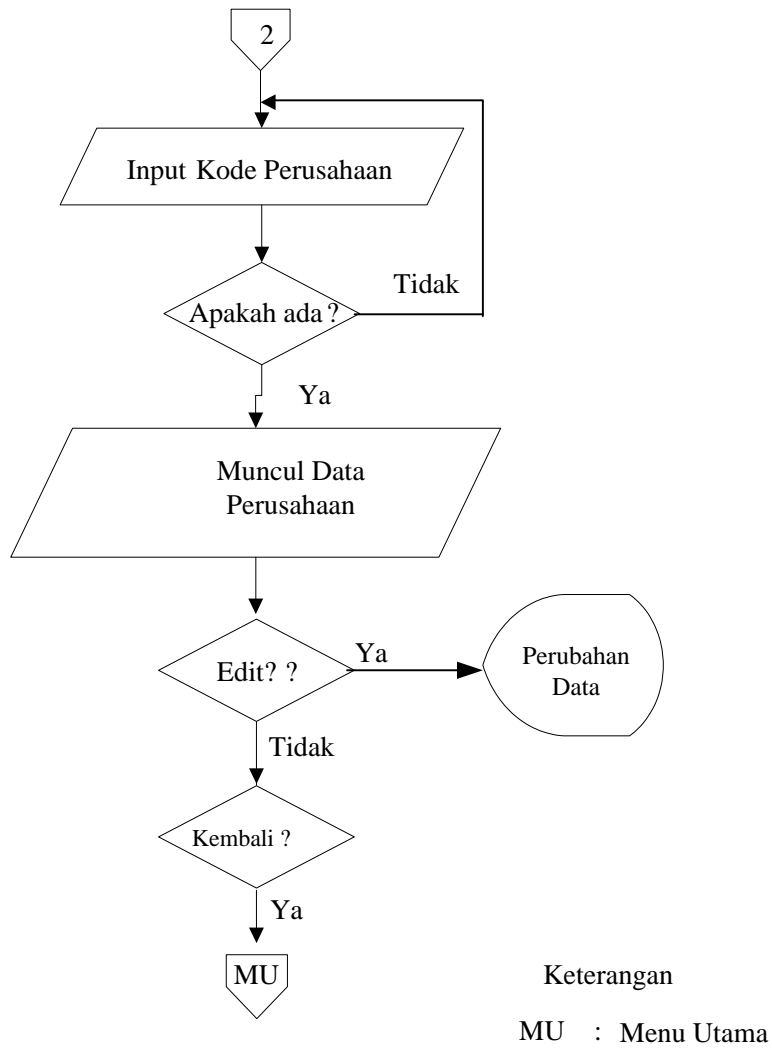 2
Input Kode Perusahaan
Tidak
Apakah ada ?
Ya
Muncul Data
Perusahaan
Edit? ?
Ya
Perubahan
Data
Tidak
Kembali ?
Ya
MU
Keterangan
MU : Menu Utama